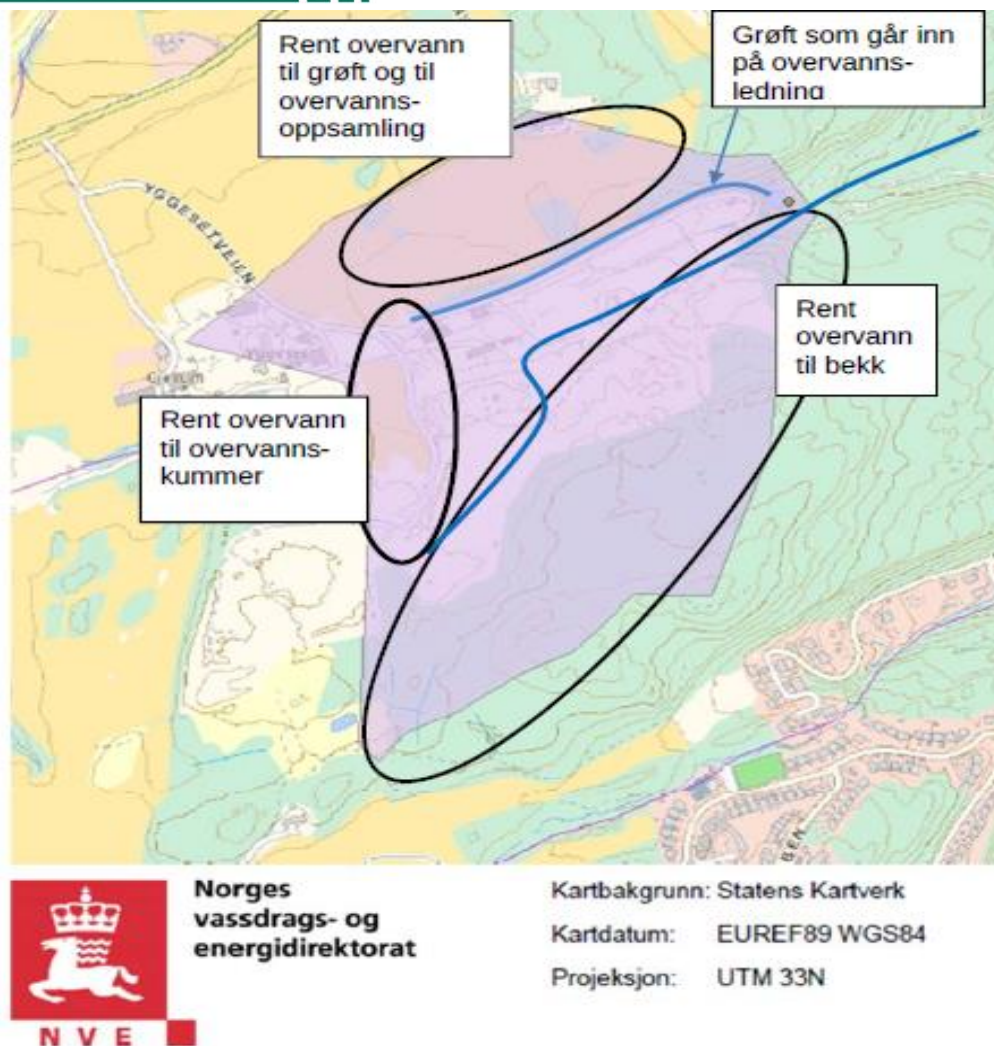 Rent overvann
til grøft og til
overvanns-
oppsamling
Grøft som går inn
på overvanns-
ledning
YGGESETVEIEN
Rent
overvann
til bekk
Rent overvann
til overvanns-
kummer
Norges
vassdrags- og
energidirektorat
NVE
Kartbakgrunn: Statens Kartverk
Kartdatum: EUREF89 WGS84
Projeksjon: UTM 33N